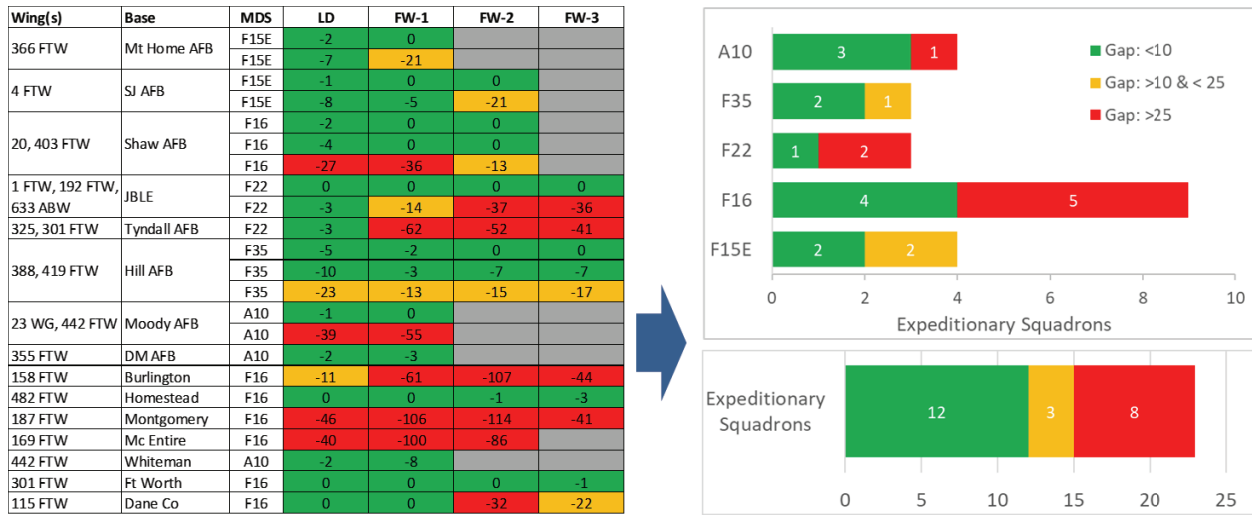 Wing(s) Base MDS LD FW-1 FW-2 FW-3
366 FTW Mt Home AFB F15E -2 0
F15E -7 -21
4 FTW SJ AFB F15E -1 0 0
F15E -8 -5 -21
20, 403 FTW Shaw AFB F16 -2 0 0
F16 -4 0 0
F16 -27 -36 -13
1 FTW, 192 FTW,
633 ABW JBLE F22 0 0 0 0
F22 -3 -14 -37 -36
325, 301 FTW Tyndall AFB F22 -3 -62 -52 -41
388, 419 FTW Hill AFB F35 -5 -2 0 0
F35 -10 -3 -7 -7
F35 -23 -13 -15 -17
23 WG, 442 FTW Moody AFB A10 -1 0
A10 -39 -55
355 FTW DM AFB A10 -2 -3
158 FTW Burlington F16 -11 -61 -107 -44
482 FTW Homestead F16 0 0 -1 -3
187 FTW Montgomery F16 -46 -106 -114 -41
169 FTW Mc Entire F16 -40 -100 -86
442 FTW Whiteman A10 -2 -8
301 FTW Ft Worth F16 0 0 0 -1
115 FTW Dane Co F16 0 0 -32 -22
A10 3 1
F35 2 1
F22 1 2
F16 4 5
F15E 2 2
0 2 4 6 8 10
Expeditionary Squadrons
Gap: <10
Gap: >10 & < 25
Gap: >25
Expeditionary
Squadrons
12 3 8
0 5 10 15 20 25